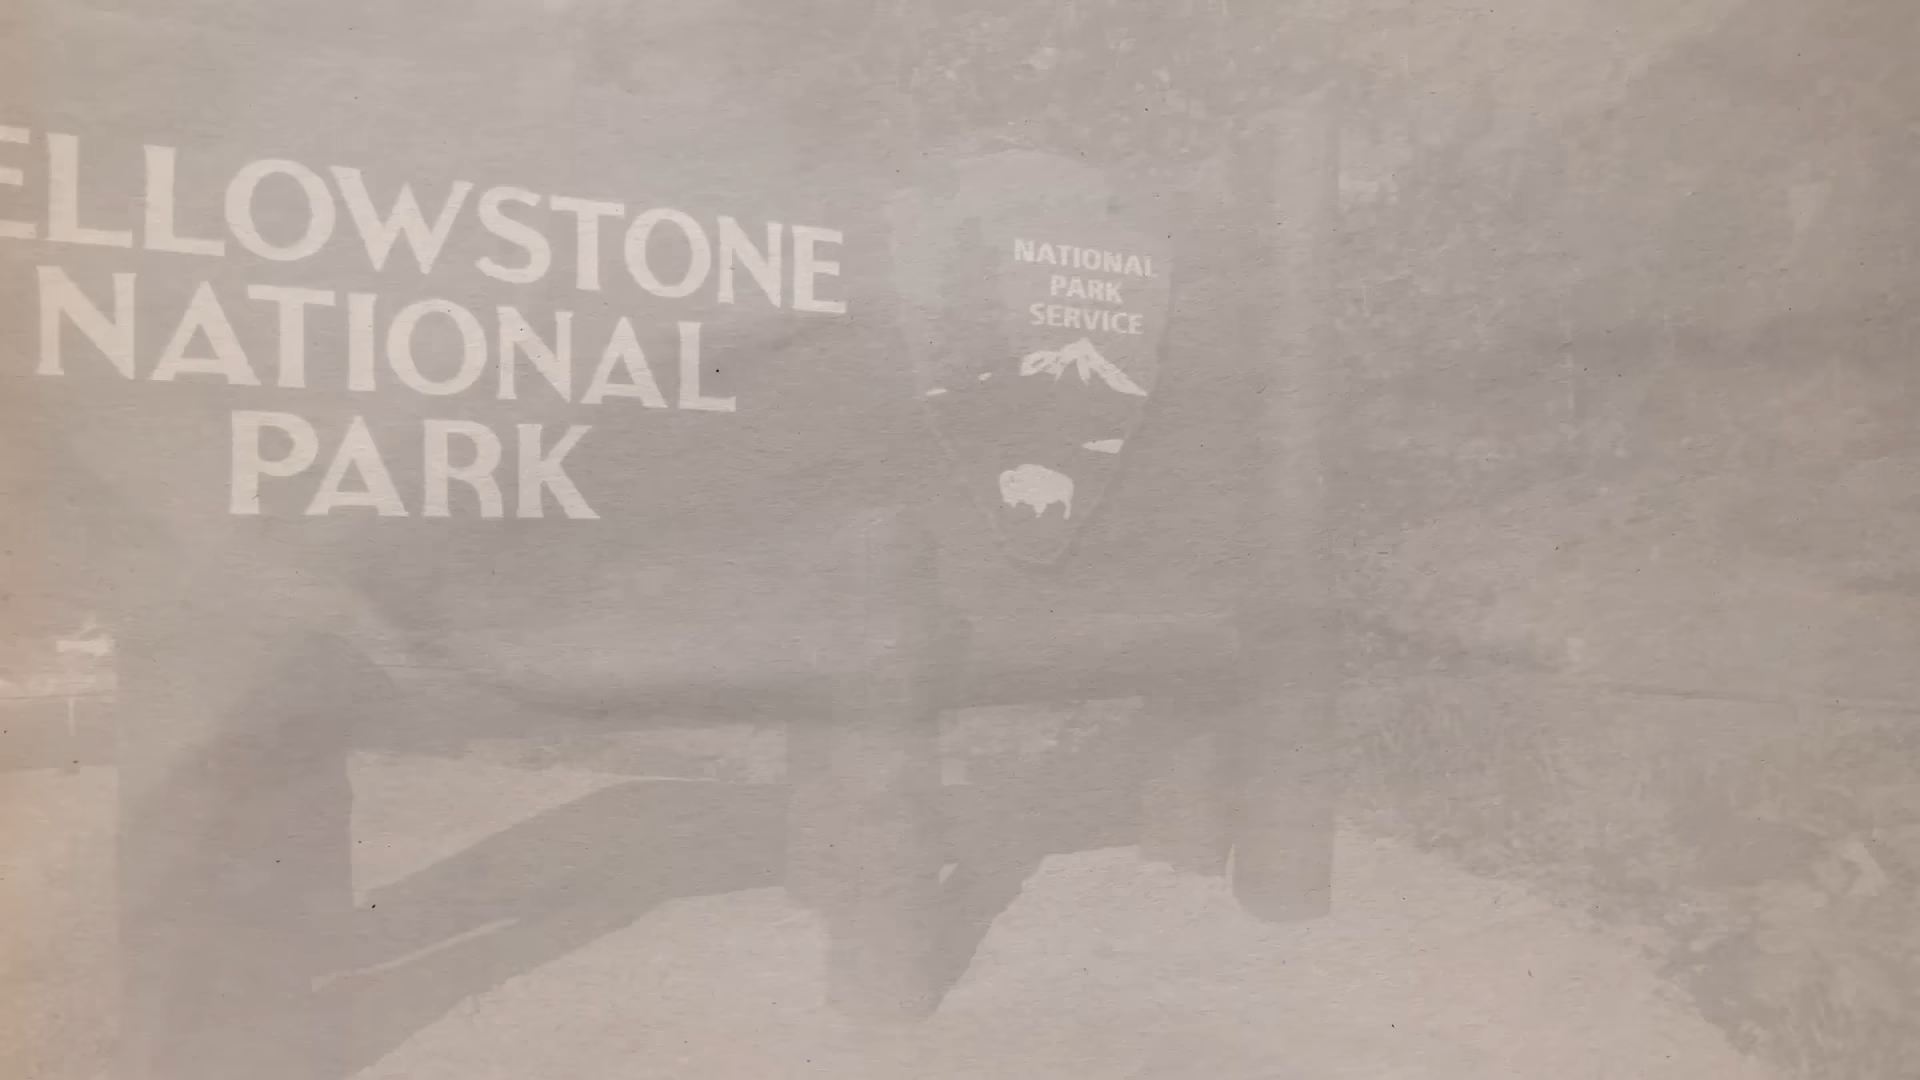 ELLOWSTONE
NATIONAL
PARK
NATIONAL
PARK
SERVICE